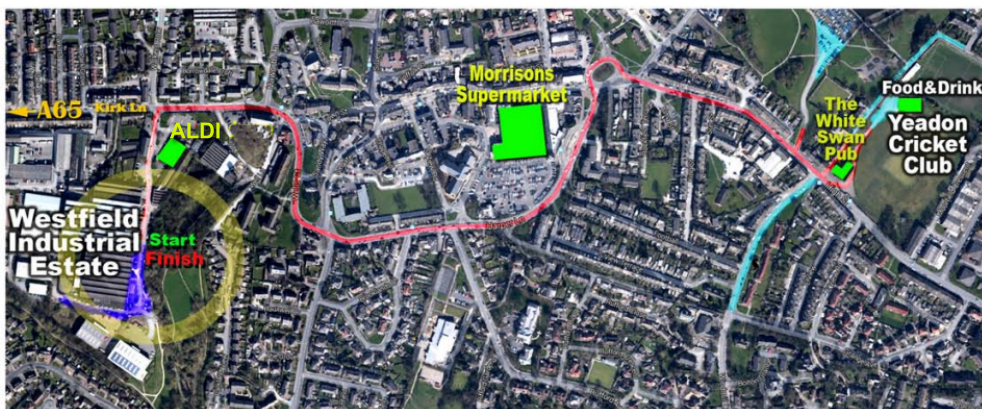 A65
Kirk Ln
ALDI
Westfield
Industrial
Estate
Start
Finish
Morrisons
Supermarket
The
White
Swan
Pub
Food&Drink
Yeadon
Cricket
Club